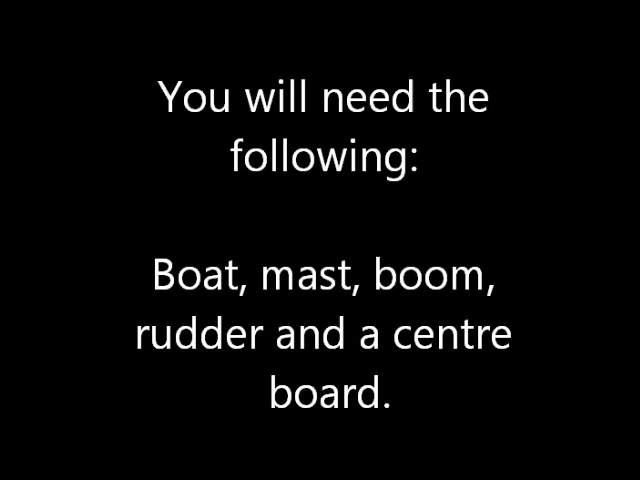 You will need the
following:
Boat, mast, boom,
rudder and a centre
board.